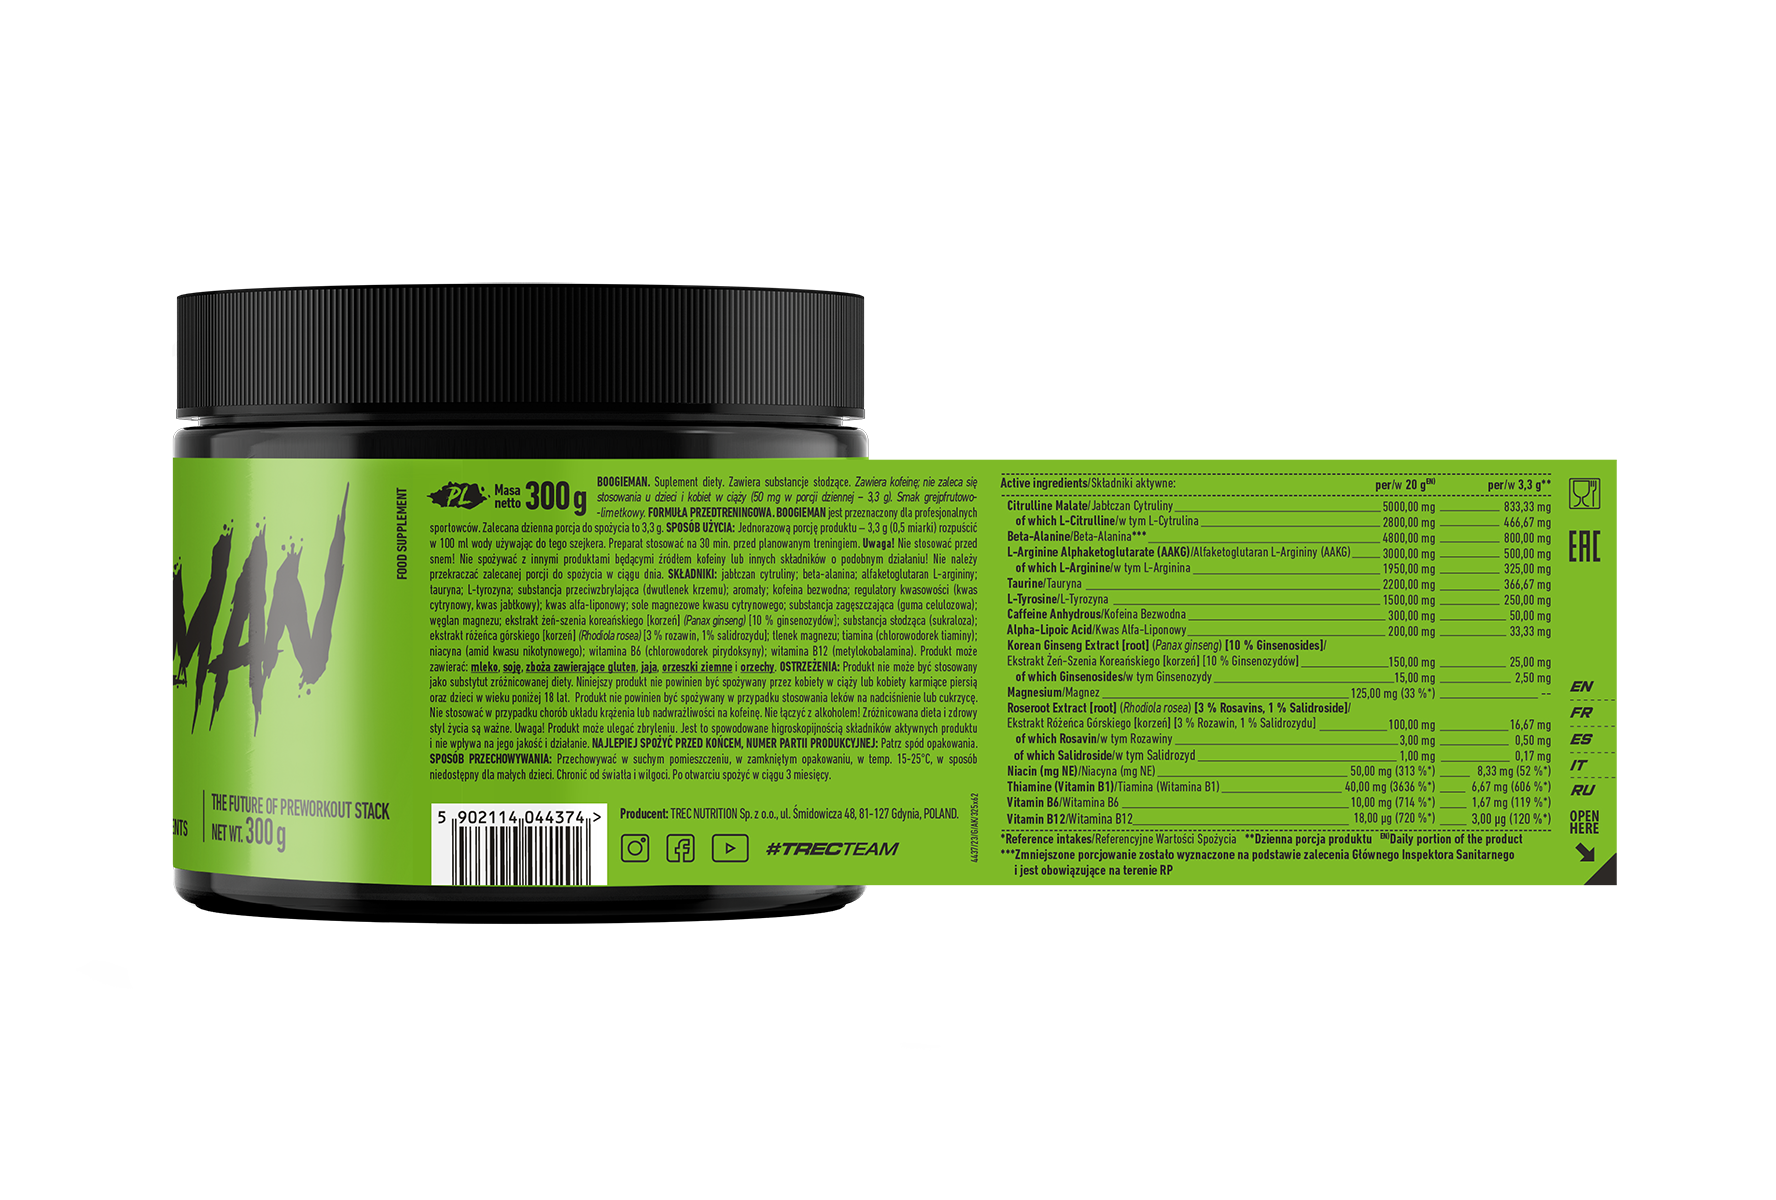 MAN
THE FUTURE OF PREWORKOUT STACK
NET WT. 300 g
FOOD SUPPLEMENT
PL
Masa
netto 300 g
BOOGIEMAN. Suplement diety. Zawiera substancje słodzące. Zawiera kofeinę; nie zaleca się
stosowania u dzieci i kobiet w ciąży (50 mg w porcji dziennej – 3,3 g). Smak grejpfrutowo-
-limetkowy. FORMUŁA PRZEDTRENINGOWA. BOOGIEMAN jest przeznaczony dla profesjonalnych
sportowców. Zalecana dzienna porcja do spożycia to 3,3 g. SPOSÓB UŻYCIA: Jednorazową porcję produktu – 3,3 g (0,5 miarki) rozpuścić
w 100 ml wody używając do tego szejkera. Preparat stosować na 30 min. przed planowanym treningiem. Uwaga! Nie stosować przed
snem! Nie spożywać z innymi produktami będącymi źródłem kofeiny lub innych składników o podobnym działaniu! Nie należy
przekraczać zalecanej porcji do spożycia w ciągu dnia. SKŁADNIKI: jabłczan cytruliny; beta-alanina; alfaketoglutaran L-argininy;
tauryna; L-tyrozyna; substancja przeciwzbrylająca (dwutlenek krzemu); aromaty; kofeina bezwodna; regulatory kwasowości (kwas
cytrynowy, kwas jabłkowy); kwas alfa-liponowy; sole magnezowe kwasu cytrynowego; substancja zagęszczająca (guma celulozowa);
węglan magnezu; ekstrakt żeń-szenia koreańskiego [korzeń] (Panax ginseng) [10 % ginsenozydów]; substancja słodząca (sukraloza);
ekstrakt różeńca górskiego [korzeń] (Rhodiola rosea) [3 % rozawin, 1% salidrozydu]; tlenek magnezu; tiamina (chlorowodorek tiaminy);
niacyna (amid kwasu nikotynowego); witamina B6 (chlorowodorek pirydoksyny); witamina B12 (metylokobalamina). Produkt może
zawierać: mleko, soję, zboża zawierające gluten, jaja, orzeszki ziemne i orzechy. OSTRZEŻENIA: Produkt nie może być stosowany
jako substytut zróżnicowanej diety. Niniejszy produkt nie powinien być spożywany przez kobiety w ciąży lub kobiety karmiące piersią
oraz dzieci w wieku poniżej 18 lat. Produkt nie powinien być spożywany w przypadku stosowania leków na nadciśnienie lub cukrzycę.
Nie stosować w przypadku chorób układu krążenia lub nadwrażliwości na kofeinę. Nie łączyć z alkoholem! Zróżnicowana dieta i zdrowy
styl życia są ważne. Uwaga! Produkt może ulegać zbryleniu. Jest to spowodowane higroskopijnością składników aktywnych produktu
i nie wpływa na jego jakość i działanie. NAJLEPIEJ SPOŻYĆ PRZED KOŃCEM, NUMER PARTII PRODUKCYJNEJ: Patrz spód opakowania.
SPOSÓB PRZECHOWYWANIA: Przechowywać w suchym pomieszczeniu, w zamkniętym opakowaniu, w temp. 15-25°C, w sposób
niedostępny dla małych dzieci. Chronić od światła i wilgoci. Po otwarciu spożyć w ciągu 3 miesięcy.
5 902114 044374 >
Producent: TREC NUTRITION Sp. z o.o., ul. Śmidowicza 48, 81-127 Gdynia, POLAND.
#TRECTEAM
4437/23/G/AK/325x62
Active ingredients/Składniki aktywne: per/w 20 g EN) per/w 3,3 g**
Citrulline Malate/Jabłczan Cytruliny 5000,00 mg 833,33 mg
of which L-Citrulline/w tym L-Cytrulina 2800,00 mg 466,67 mg
Beta-Alanine/Beta-Alanina*** 4800,00 mg 800,00 mg
L-Arginine Alphaketoglutarate (AAKG)/Alfaketoglutaran L-Argininy (AAKG) 3000,00 mg 500,00 mg
of which L-Arginine/w tym L-Arginina 1950,00 mg 325,00 mg
Taurine/Tauryna 2200,00 mg 366,67 mg
L-Tyrosine/L-Tyrozyna 1500,00 mg 250,00 mg
Caffeine Anhydrous/Kofeina Bezwodna 300,00 mg 50,00 mg
Alpha-Lipoic Acid/Kwas Alfa-Liponowy 200,00 mg 33,33 mg
Korean Ginseng Extract [root] (Panax ginseng) [10 % Ginsenosides]/
Ekstrakt Żeń-Szenia Koreańskiego [korzeń] [10 % Ginsenozydów] 150,00 mg 25,00 mg
of which Ginsenosides/w tym Ginsenozydy 15,00 mg 2,50 mg
Magnesium/Magnez 125,00 mg (33 %*) --
Roseroot Extract [root] (Rhodiola rosea) [3 % Rosavins, 1 % Salidroside]/
Ekstrakt Różeńca Górskiego [korzeń] [3 % Rozawin, 1 % Salidrozydu] 100,00 mg 16,67 mg
of which Rosavin/w tym Rozawiny 3,00 mg 0,50 mg
of which Salidroside/w tym Salidrozyd 1,00 mg 0,17 mg
Niacin (mg NE)/Niacyna (mg NE) 50,00 mg (313 %*) 8,33 mg (52 %*)
Thiamine (Vitamin B1)/Tiamina (Witamina B1) 40,00 mg (3636 %*) 6,67 mg (606 %*)
Vitamin B6/Witamina B6 10,00 mg (714 %*) 1,67 mg (119 %*)
Vitamin B12/Witamina B12 18,00 µg (720 %*) 3,00 µg (120 %*)
*Reference intakes/Referencyjne Wartości Spożycia **Dzienna porcja produktu EN)Daily portion of the product
***Zmniejszone porcjowanie zostało wyznaczone na podstawie zalecenia Głównego Inspektora Sanitarnego
i jest obowiązujące na terenie RP
EAC
EN
FR
ES
IT
RU
OPEN
HERE